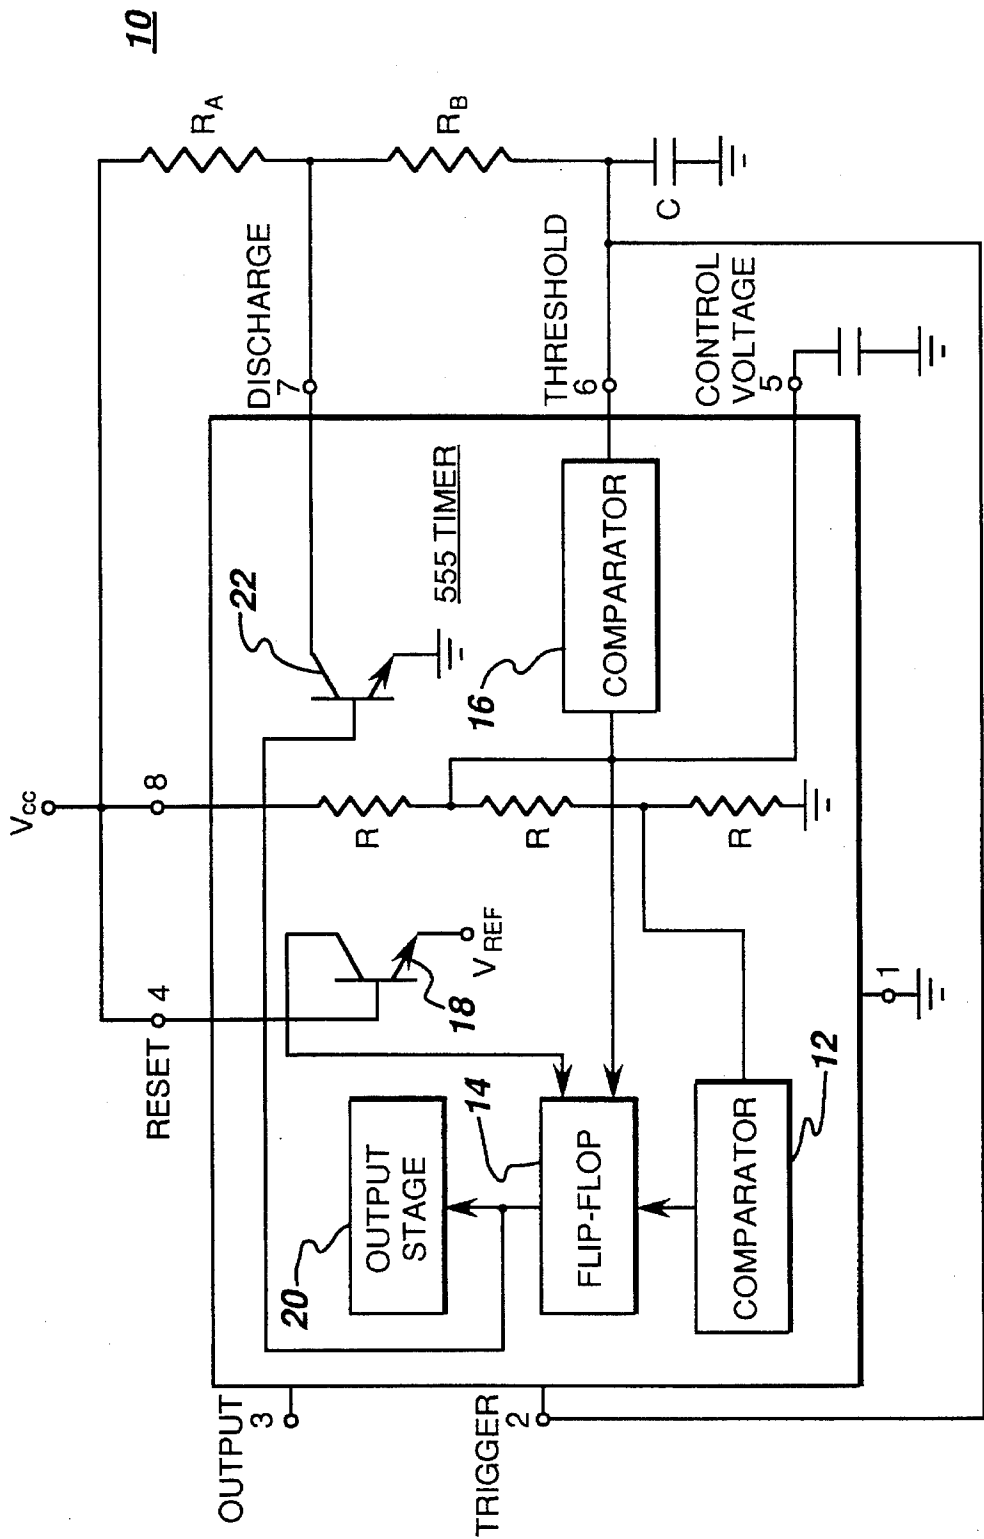 10
VCC
RA
RB
C
DISCHARGE
7
THRESHOLD
6
CONTROL
VOLTAGE
5
RESET
4
8
22
555 TIMER
16
COMPARATOR
R
R
R
18
VREF
20
OUTPUT
STAGE
14
FLIP-FLOP
12
COMPARATOR
1
OUTPUT
3
TRIGGER
2